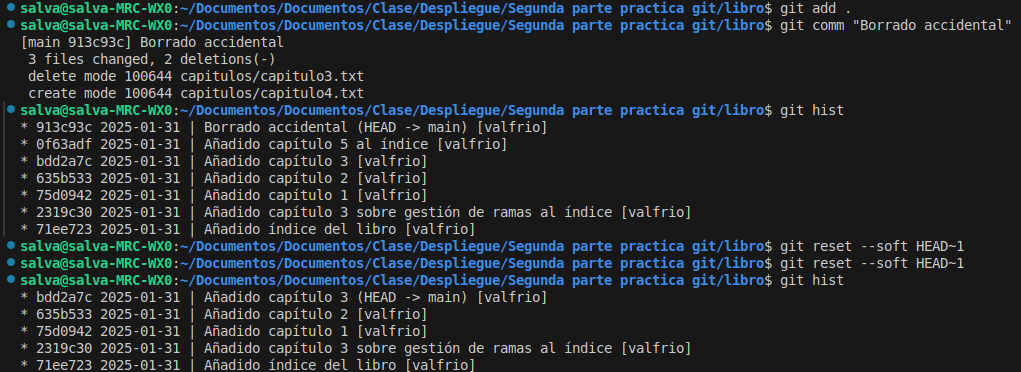 salva@salva-MRC-WX0:~/Documentos/Documentos/Clase/Despliegue/Segunda parte practica git/libro$ git add .
salva@salva-MRC-WX0:~/Documentos/Documentos/Clase/Despliegue/Segunda parte practica git/libro$ git comm "Borrado accidental"
[main 913c93c] Borrado accidental
 3 files changed, 2 deletions(-)
 delete mode 100644 capitulos/capitulo3.txt
 create mode 100644 capitulos/capitulo4.txt
salva@salva-MRC-WX0:~/Documentos/Documentos/Clase/Despliegue/Segunda parte practica git/libro$ git hist
* 913c93c 2025-01-31 | Borrado accidental (HEAD -> main) [valfrio]
* 0f63adf 2025-01-31 | Añadido capítulo 5 al índice [valfrio]
* bdd2a7c 2025-01-31 | Añadido capítulo 3 [valfrio]
* 635b533 2025-01-31 | Añadido capítulo 2 [valfrio]
* 75d0942 2025-01-31 | Añadido capítulo 1 [valfrio]
* 2319c30 2025-01-31 | Añadido capítulo 3 sobre gestión de ramas al índice [valfrio]
* 71ee723 2025-01-31 | Añadido índice del libro [valfrio]
salva@salva-MRC-WX0:~/Documentos/Documentos/Clase/Despliegue/Segunda parte practica git/libro$ git reset --soft HEAD~1
salva@salva-MRC-WX0:~/Documentos/Documentos/Clase/Despliegue/Segunda parte practica git/libro$ git reset --soft HEAD~1
salva@salva-MRC-WX0:~/Documentos/Documentos/Clase/Despliegue/Segunda parte practica git/libro$ git hist
* bdd2a7c 2025-01-31 | Añadido capítulo 3 (HEAD -> main) [valfrio]
* 635b533 2025-01-31 | Añadido capítulo 2 [valfrio]
* 75d0942 2025-01-31 | Añadido capítulo 1 [valfrio]
* 2319c30 2025-01-31 | Añadido capítulo 3 sobre gestión de ramas al índice [valfrio]
* 71ee723 2025-01-31 | Añadido índice del libro [valfrio]